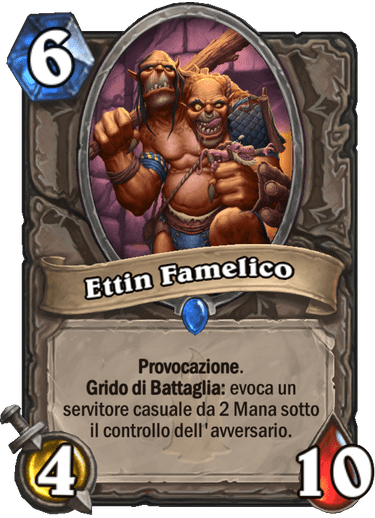 6
Ettin Famelico
Provocazione.
Grido di Battaglia: evoca un
servitore casuale da 2 Mana sotto
il controllo dell'avversario.
4
10